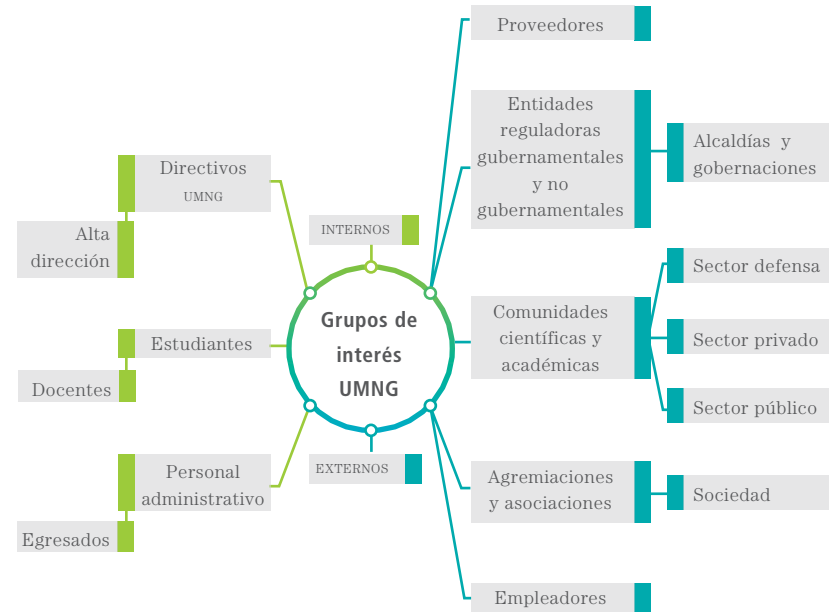 Proveedores
Entidades
reguladoras
gubernamentales
y no
gubernamentales
Alcaldías y
gobernaciones
Directivos
UMNG
Alta
dirección
INTERNOS
Sector defensa
Comunidades
científicas y
académicas
Sector privado
Sector público
Grupos de
interés
UMNG
Estudiantes
Docentes
EXTERNOS
Personal
administrativo
Egresados
Agremiaciones
y asociaciones
Sociedad
Empleadores